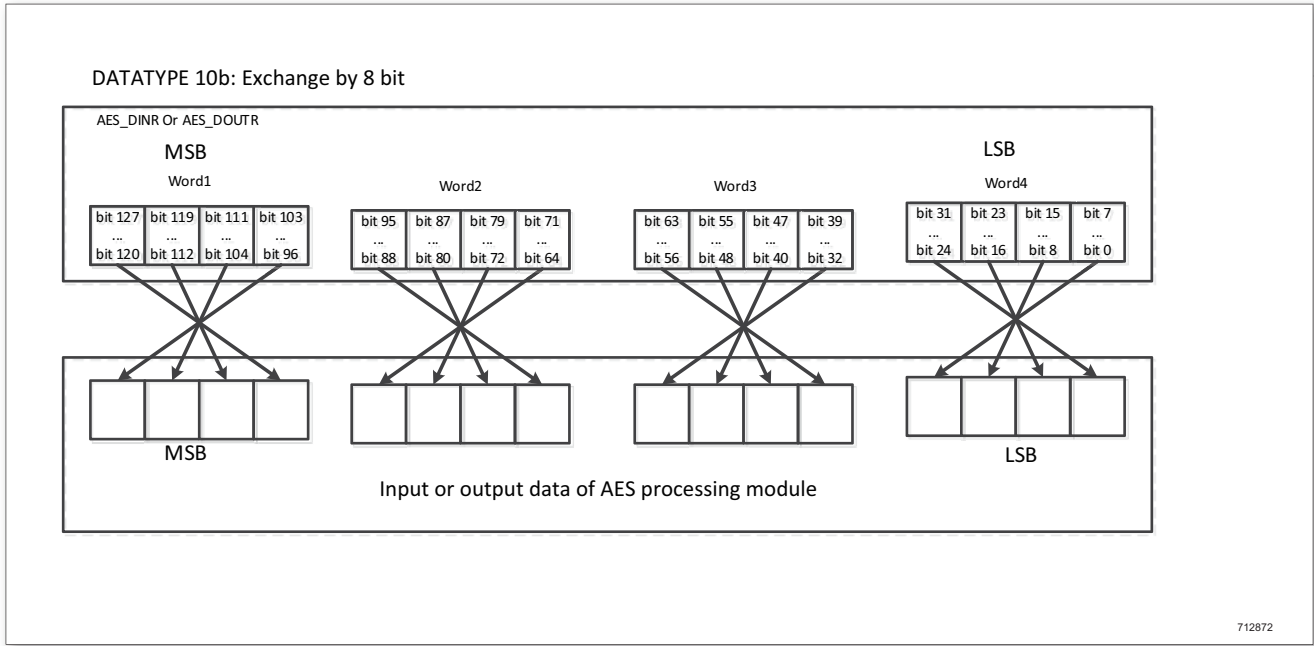 DATATYPE 10b: Exchange by 8 bit
AES_DINR Or AES_DOUTR
MSB LSB
Word1 Word2 Word3 Word4
bit 127 bit 119 bit 111 bit 103 bit 95 bit 87 bit 79 bit 71 bit 63 bit 55 bit 47 bit 39 bit 31 bit 23 bit 15 bit 7
... ... ... ... ... ... ... ... ... ... ... ... ... ... ... ...
bit 120 bit 112 bit 104 bit 96 bit 88 bit 80 bit 72 bit 64 bit 56 bit 48 bit 40 bit 32 bit 24 bit 16 bit 8 bit 0
MSB LSB
Input or output data of AES processing module
712872